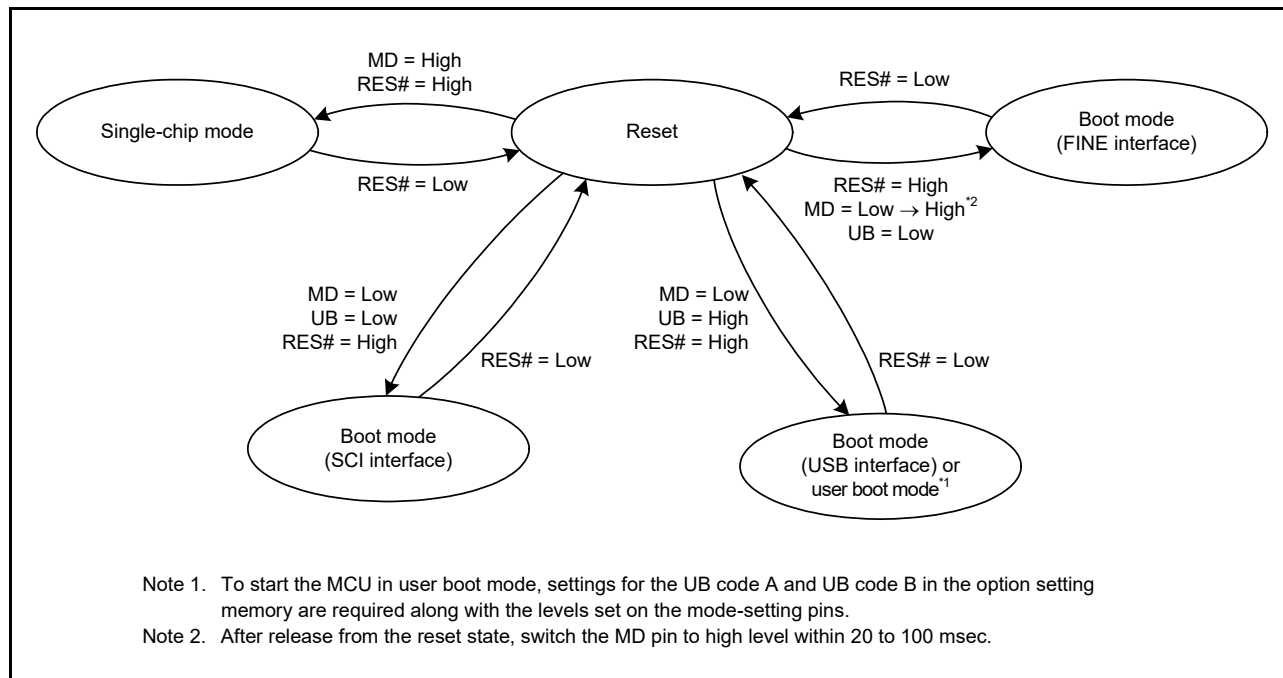 MD = High
RES# = High
RES# = Low
Single-chip mode
Reset
Boot mode
(FINE interface)
RES# = Low
RES# = High
MD = Low → High*2
UB = Low
MD = Low
UB = Low
RES# = High
RES# = Low
MD = Low
UB = High
RES# = High
RES# = Low
Boot mode
(SCI interface)
Boot mode
(USB interface) or
user boot mode*1
Note 1. To start the MCU in user boot mode, settings for the UB code A and UB code B in the option setting
memory are required along with the levels set on the mode-setting pins.
Note 2. After release from the reset state, switch the MD pin to high level within 20 to 100 msec.